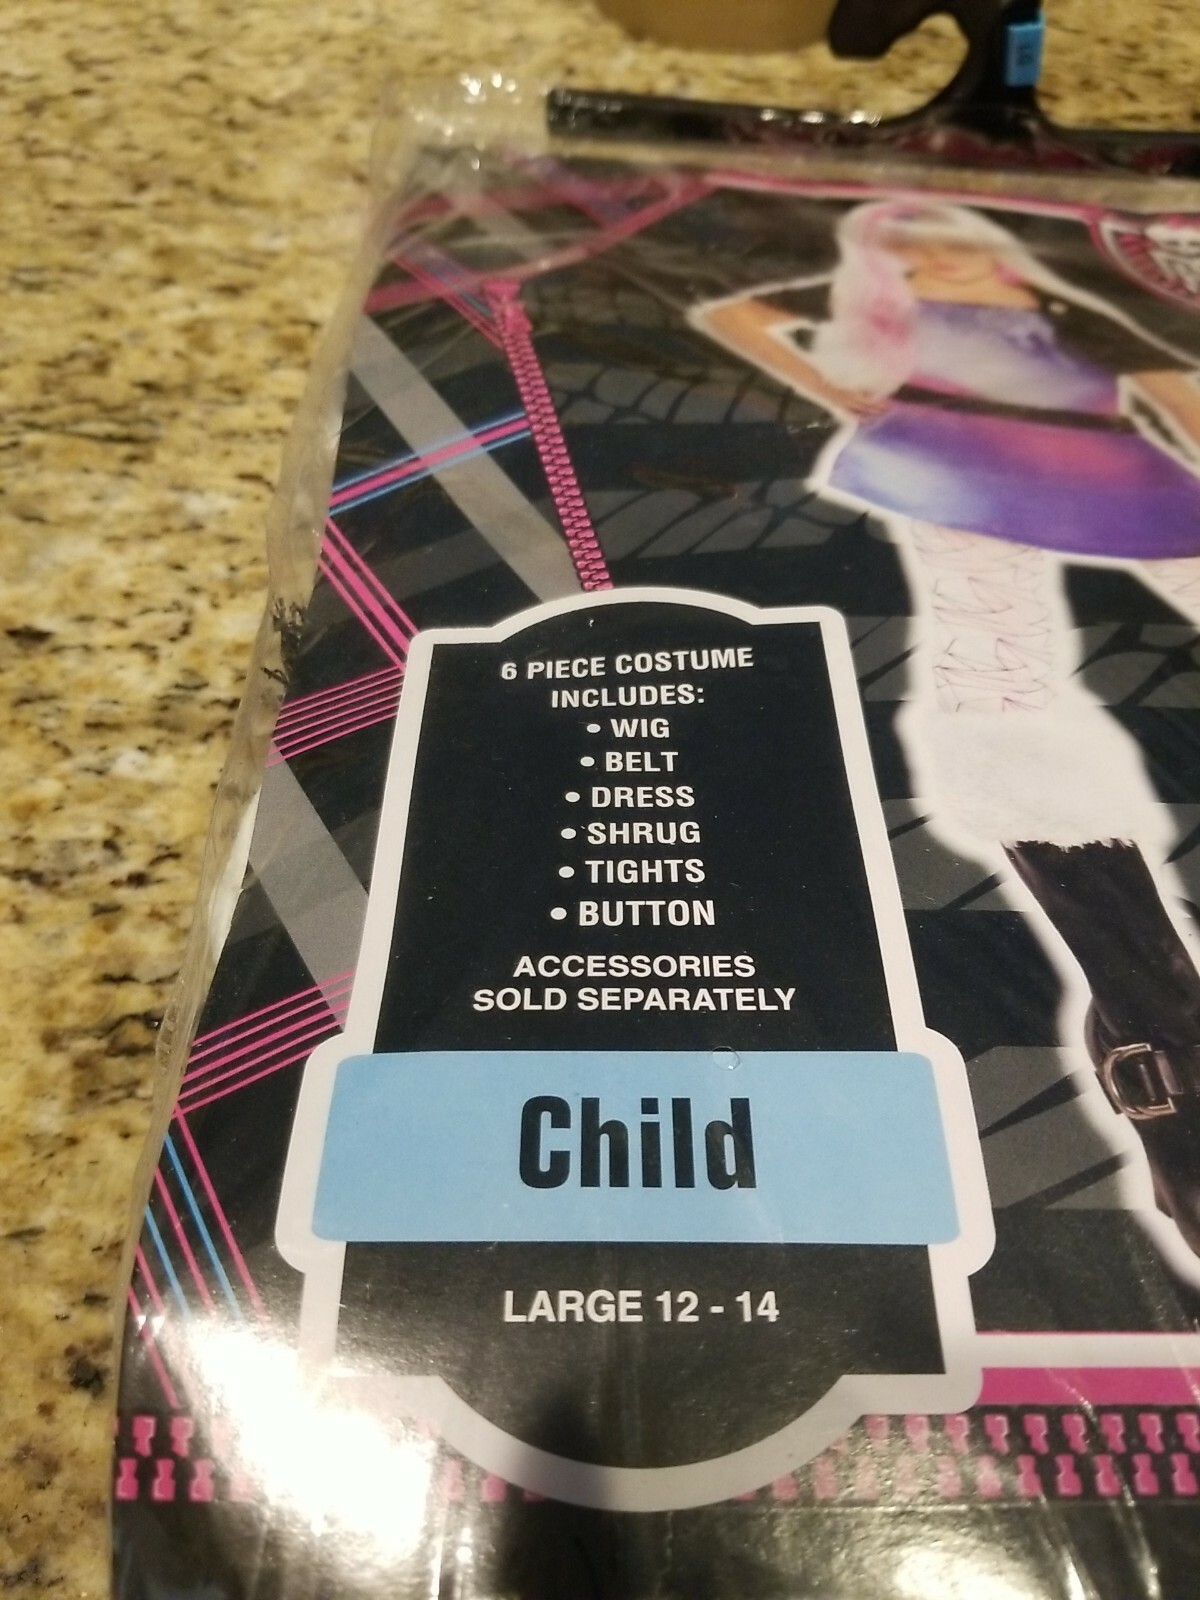 6 PIECE COSTUME
INCLUDES:
• WIG
• BELT
• DRESS
• SHRUG
• TIGHTS
• BUTTON
ACCESSORIES
SOLD SEPARATELY
Child
LARGE 12 - 14